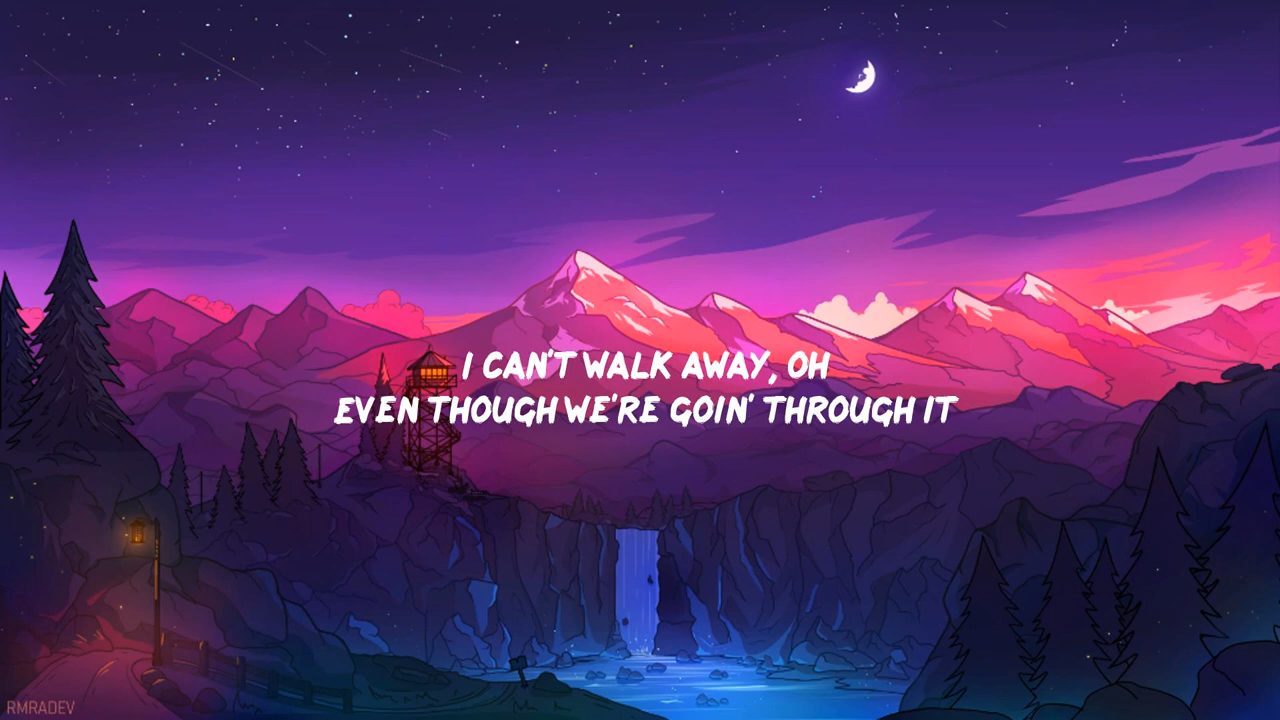 I CAN'T WALK AWAY, OH
EVEN THOUGH WE'RE GOIN' THROUGH IT
RMRADEV